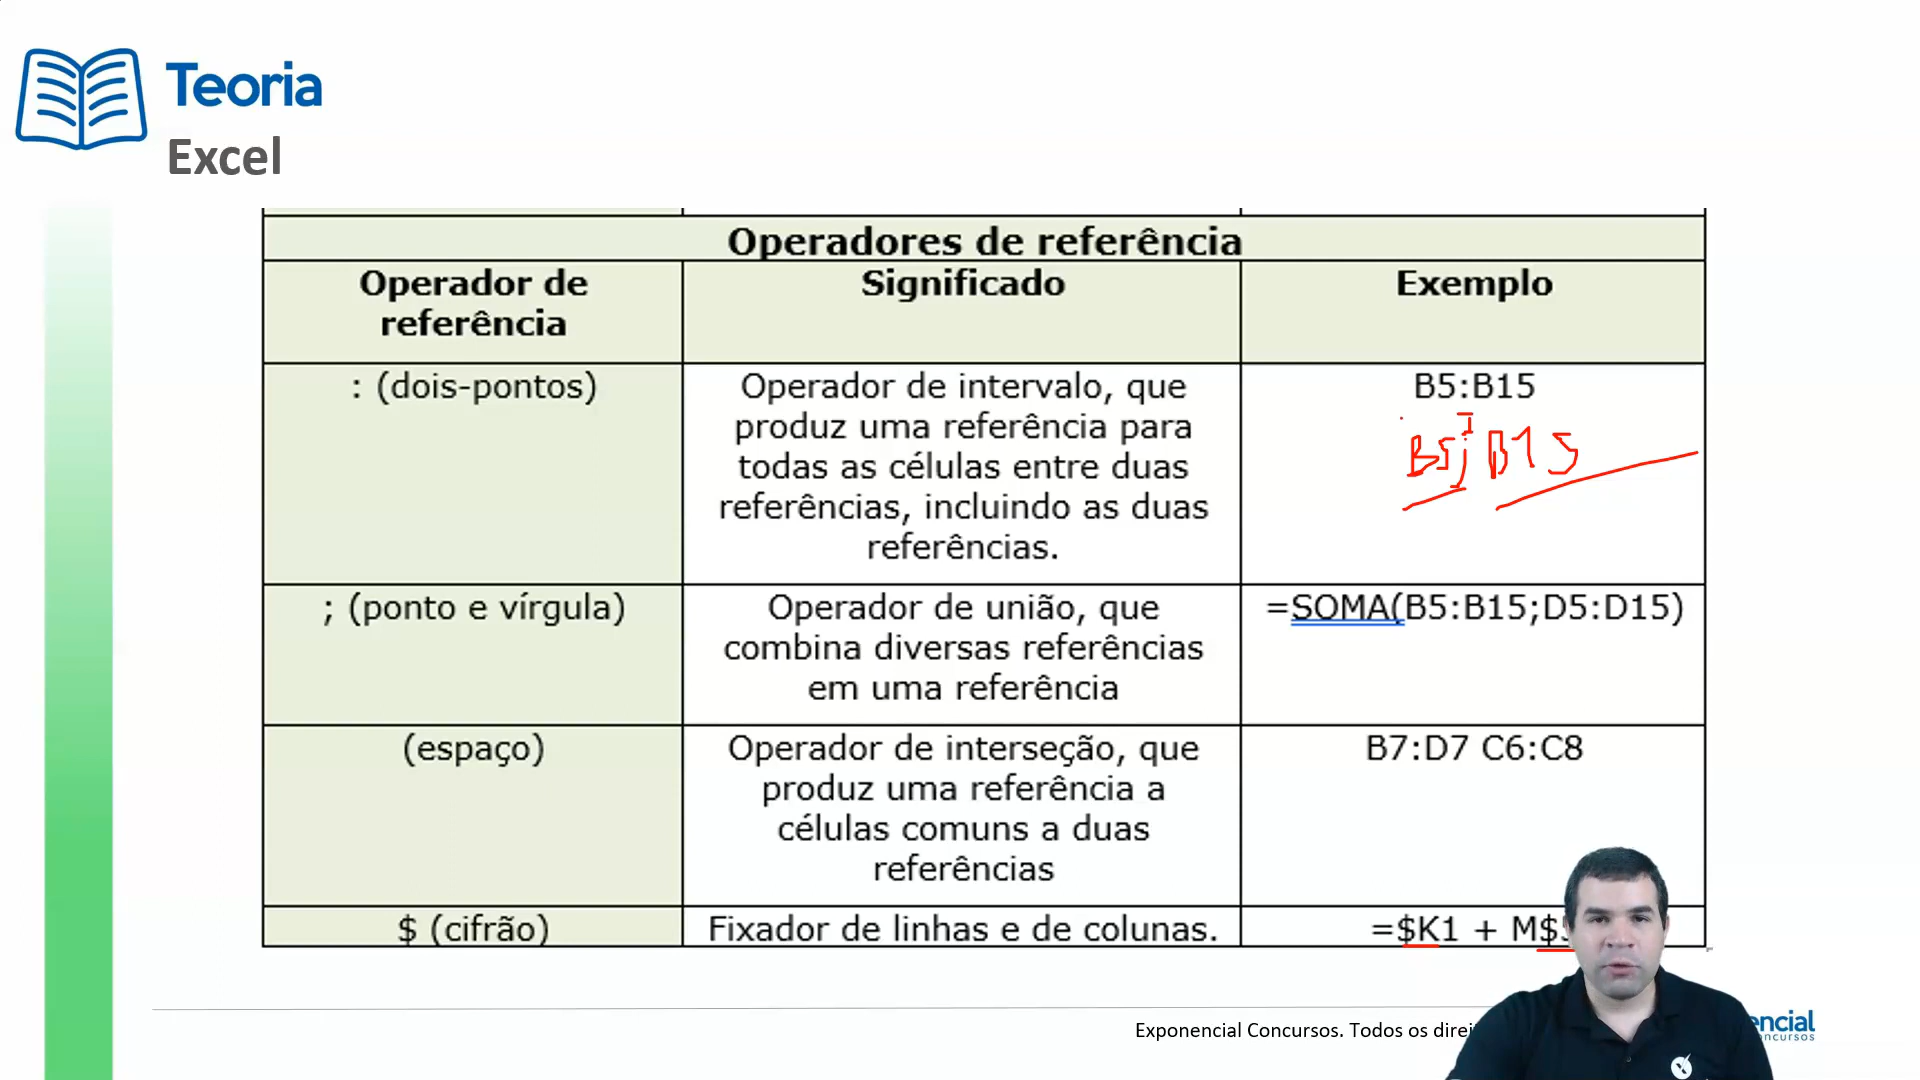 Teoria
Excel
Operadores de referência
Operador de referência
Significado
Exemplo
: (dois-pontos)
Operador de intervalo, que
produz uma referência para
todas as células entre duas
referências, incluindo as duas
referências.
B5:B15
B5;B15
; (ponto e vírgula)
Operador de união, que
combina diversas referências
em uma referência
=SOMA(B5:B15;D5:D15)
(espaço)
Operador de interseção, que
produz uma referência a
células comuns a duas
referências
B7:D7 C6:C8
$ (cifrão)
Fixador de linhas e de colunas.
=$K1 + M$
Exponencial Concursos. Todos os